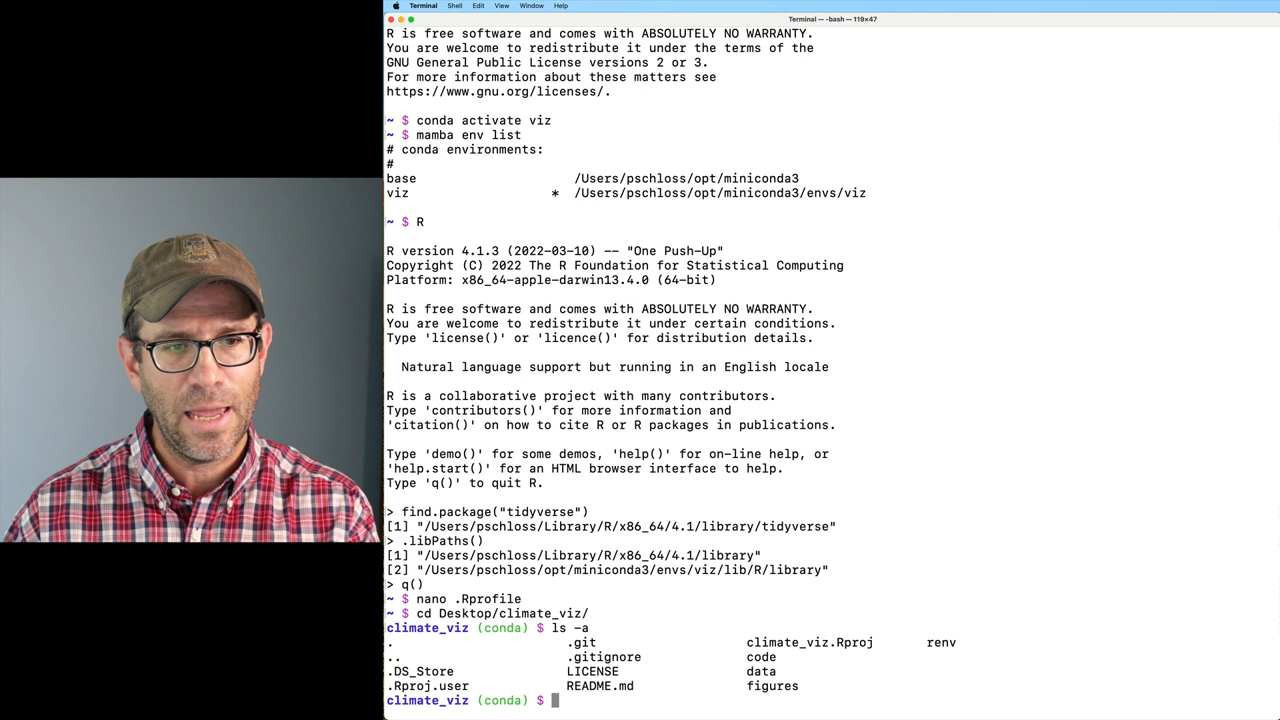 Terminal Shell Edit View Window Help
Terminal — -bash — 119×47
R is free software and comes with ABSOLUTELY NO WARRANTY.
You are welcome to redistribute it under the terms of the
GNU General Public License versions 2 or 3.
For more information about these matters see
https://www.gnu.org/licenses/.
~ $ conda activate viz
~ $ mamba env list
# conda environments:
#
base /Users/pschloss/opt/miniconda3
viz * /Users/pschloss/opt/miniconda3/envs/viz
~ $ R
R version 4.1.3 (2022-03-10) -- "One Push-Up"
Copyright (C) 2022 The R Foundation for Statistical Computing
Platform: x86_64-apple-darwin13.4.0 (64-bit)
R is free software and comes with ABSOLUTELY NO WARRANTY.
You are welcome to redistribute it under certain conditions.
Type 'license()' or 'licence()' for distribution details.
Natural language support but running in an English locale
R is a collaborative project with many contributors.
Type 'contributors()' for more information and
'citation()' on how to cite R or R packages in publications.
Type 'demo()' for some demos, 'help()' for on-line help, or
'help.start()' for an HTML browser interface to help.
Type 'q()' to quit R.
> find.package("tidyverse")
[1] "/Users/pschloss/Library/R/x86_64/4.1/library/tidyverse"
> .libPaths()
[1] "/Users/pschloss/Library/R/x86_64/4.1/library"
[2] "/Users/pschloss/opt/miniconda3/envs/viz/lib/R/library"
> q()
~ $ nano .Rprofile
~ $ cd Desktop/climate_viz/
climate_viz (conda) $ ls -a
. .git climate_viz.Rproj renv
.. .gitignore code
.DS_Store LICENSE data
.Rproj.user README.md figures
climate_viz (conda) $